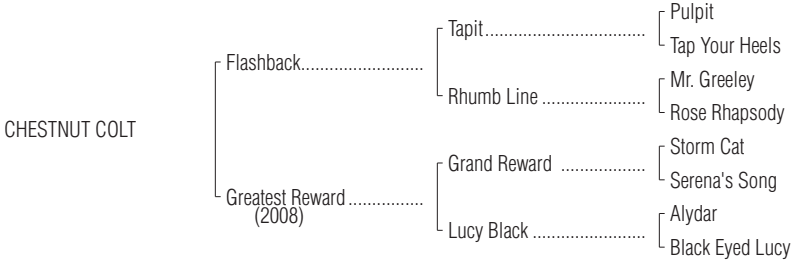 Pulpit
Tapit
Tap Your Heels
Flashback
Mr. Greeley
Rhumb Line
Rose Rhapsody
CHESTNUT COLT
Storm Cat
Grand Reward
Serena's Song
Greatest Reward
(2008)
Alydar
Lucy Black
Black Eyed Lucy